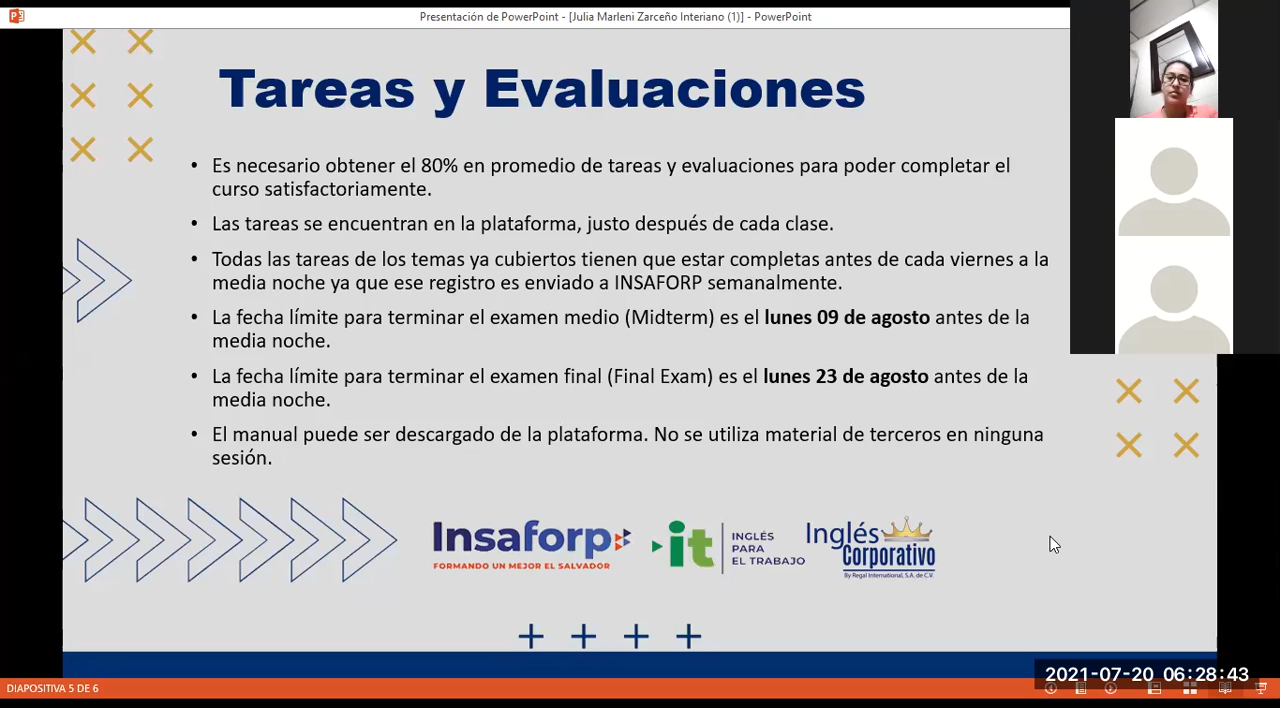 Presentación de PowerPoint - [Julia Marleni Zarceño Interiano (1)] - PowerPoint
Tareas y Evaluaciones
• Es necesario obtener el 80% en promedio de tareas y evaluaciones para poder completar el
curso satisfactoriamente.
• Las tareas se encuentran en la plataforma, justo después de cada clase.
• Todas las tareas de los temas ya cubiertos tienen que estar completas antes de cada viernes a la
media noche ya que ese registro es enviado a INSAFORP semanalmente.
• La fecha límite para terminar el examen medio (Midterm) es el lunes 09 de agosto antes de la
media noche.
• La fecha límite para terminar el examen final (Final Exam) es el lunes 23 de agosto antes de la
media noche.
• El manual puede ser descargado de la plataforma. No se utiliza material de terceros en ninguna
sesión.
Insaforp
FORMANDO UN MEJOR EL SALVADOR
it
INGLÉS
PARA
EL TRABAJO
Inglés
Corporativo
By Regal International, S.A. de C.V.
2021-07-20 06:28:43
DIAPOSITIVA 5 DE 6